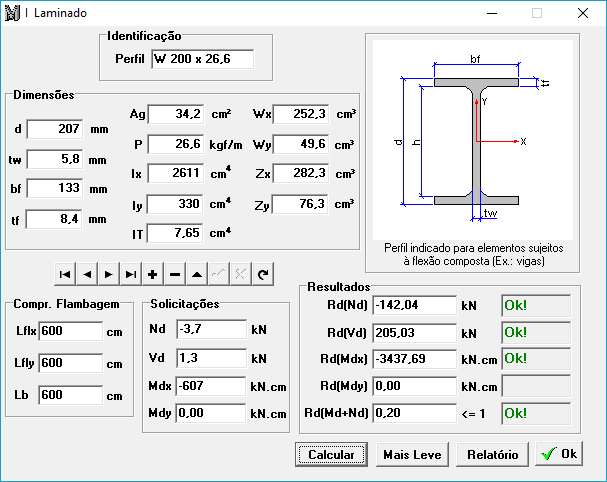 I Laminado
Identificação
Perfil W 200 x 26,6
Dimensões
d 207 mm
tw 5,8 mm
bf 133 mm
tf 8,4 mm
Ag 34,2 cm²
P 26,6 kgf/m
Ix 2611 cm⁴
Iy 330 cm⁴
IT 7,65 cm⁴
Wx 252,3 cm³
Wy 49,6 cm³
Zx 282,3 cm³
Zy 76,3 cm³
bf
tf
Y
X
d
h
tw
Perfil indicado para elementos sujeitos
à flexão composta (Ex.: vigas)
Compr. Flambagem
Lflx 600 cm
Lfly 600 cm
Lb 600 cm
Solicitações
Nd -3,7 kN
Vd 1,3 kN
Mdx -607 kN.cm
Mdy 0,00 kN.cm
Resultados
Rd(Nd) -142,04 kN Ok!
Rd(Vd) 205,03 kN Ok!
Rd(Mdx) -3437,69 kN.cm Ok!
Rd(Mdy) 0,00 kN.cm
Rd(Md+Nd) 0,20 <= 1 Ok!
Calcular Mais Leve Relatório Ok